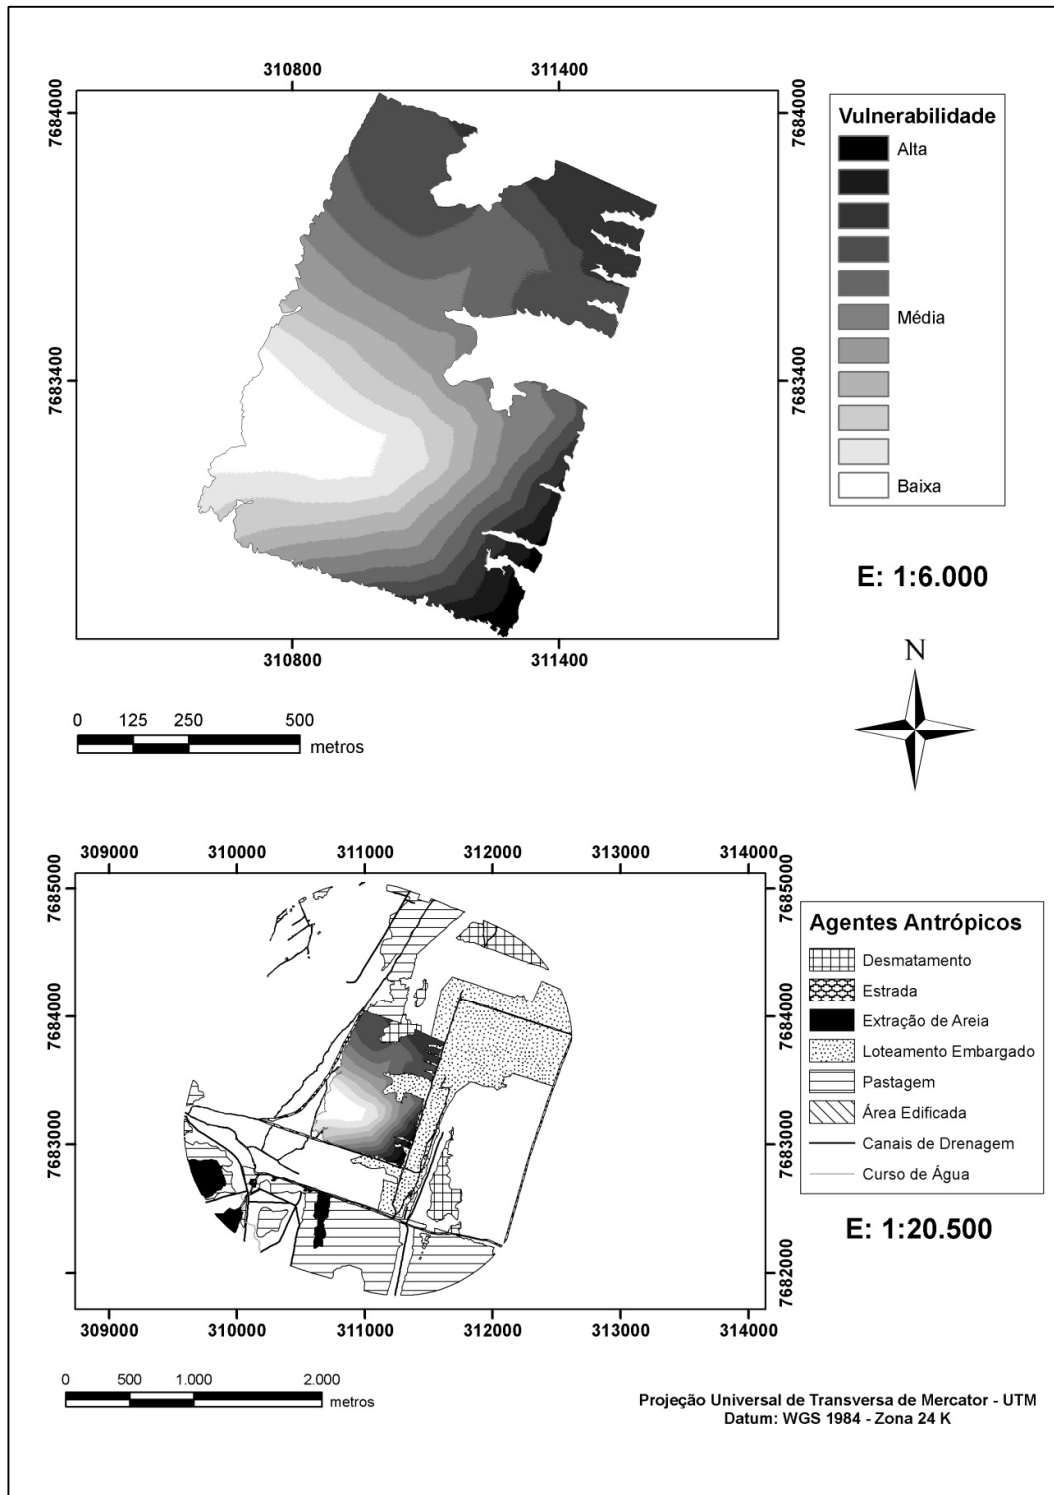 310800 311400
7684000 7684000
7683400 7683400
310800 311400
Vulnerabilidade
Alta
Média
Baixa
E: 1:6.000
N
0 125 250 500
metros
309000 310000 311000 312000 313000 314000
7685000 7685000
7684000 7684000
7683000 7683000
7682000 7682000
309000 310000 311000 312000 313000 314000
Agentes Antrópicos
Desmatamento
Estrada
Extração de Areia
Loteamento Embargado
Pastagem
Área Edificada
Canais de Drenagem
Curso de Água
E: 1:20.500
0 500 1.000 2.000
metros
Projeção Universal de Transversa de Mercator - UTM
Datum: WGS 1984 - Zona 24 K